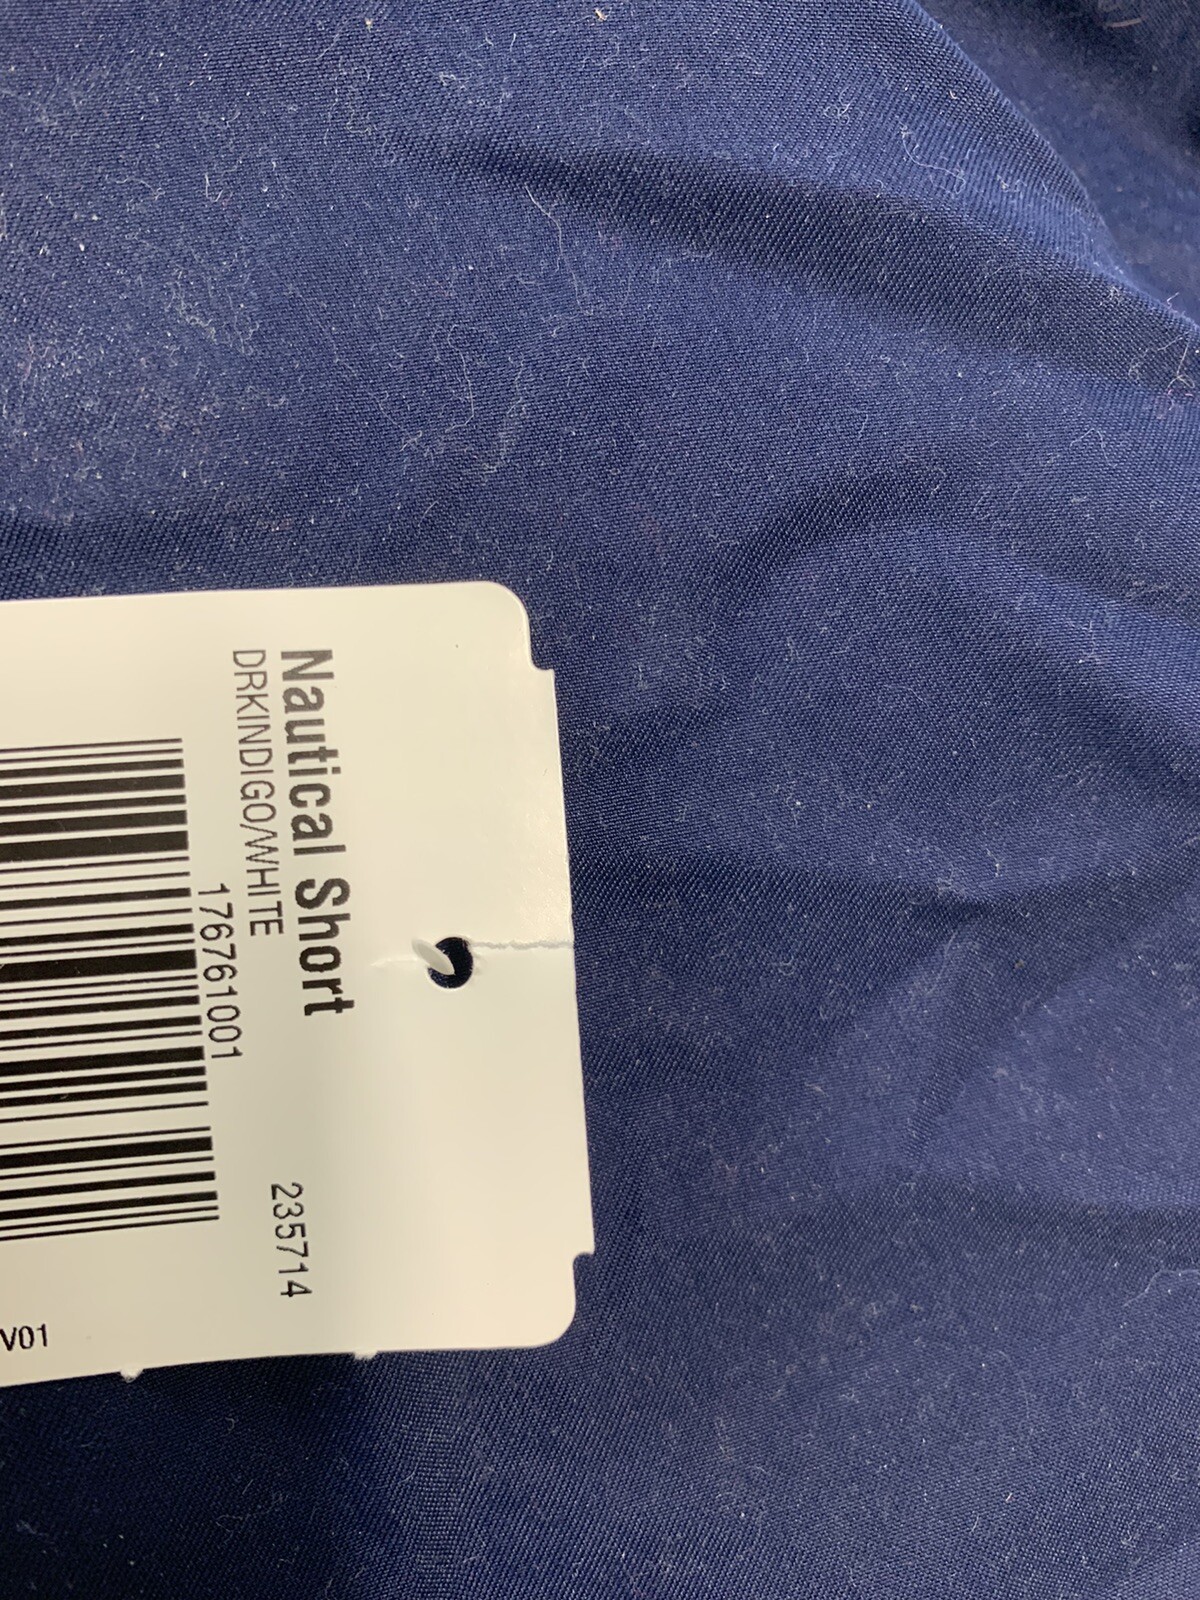 Nautical Short
DRKINDIGO/WHITE
235714
176761001
V01